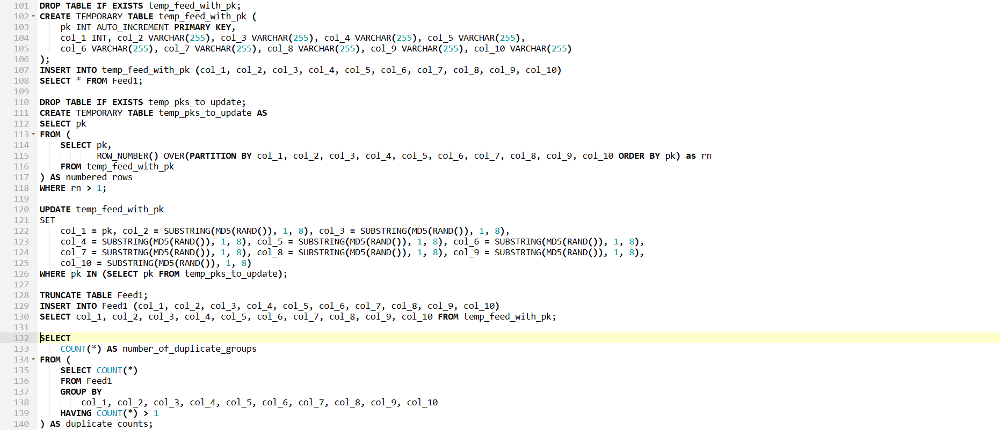 101 DROP TABLE IF EXISTS temp_feed_with_pk;
102 CREATE TEMPORARY TABLE temp_feed_with_pk (
103     pk INT AUTO_INCREMENT PRIMARY KEY,
104     col_1 INT, col_2 VARCHAR(255), col_3 VARCHAR(255), col_4 VARCHAR(255), col_5 VARCHAR(255),
105     col_6 VARCHAR(255), col_7 VARCHAR(255), col_8 VARCHAR(255), col_9 VARCHAR(255), col_10 VARCHAR(255)
106 );
107 INSERT INTO temp_feed_with_pk (col_1, col_2, col_3, col_4, col_5, col_6, col_7, col_8, col_9, col_10)
108 SELECT * FROM Feed1;
109
110 DROP TABLE IF EXISTS temp_pks_to_update;
111 CREATE TEMPORARY TABLE temp_pks_to_update AS
112 SELECT pk
113 FROM (
114     SELECT pk,
115            ROW_NUMBER() OVER(PARTITION BY col_1, col_2, col_3, col_4, col_5, col_6, col_7, col_8, col_9, col_10 ORDER BY pk) as rn
116     FROM temp_feed_with_pk
117 ) AS numbered_rows
118 WHERE rn > 1;
119
120 UPDATE temp_feed_with_pk
121 SET
122     col_1 = pk, col_2 = SUBSTRING(MD5(RAND()), 1, 8), col_3 = SUBSTRING(MD5(RAND()), 1, 8),
123     col_4 = SUBSTRING(MD5(RAND()), 1, 8), col_5 = SUBSTRING(MD5(RAND()), 1, 8), col_6 = SUBSTRING(MD5(RAND()), 1, 8),
124     col_7 = SUBSTRING(MD5(RAND()), 1, 8), col_8 = SUBSTRING(MD5(RAND()), 1, 8), col_9 = SUBSTRING(MD5(RAND()), 1, 8),
125     col_10 = SUBSTRING(MD5(RAND()), 1, 8)
126 WHERE pk IN (SELECT pk FROM temp_pks_to_update);
127
128 TRUNCATE TABLE Feed1;
129 INSERT INTO Feed1 (col_1, col_2, col_3, col_4, col_5, col_6, col_7, col_8, col_9, col_10)
130 SELECT col_1, col_2, col_3, col_4, col_5, col_6, col_7, col_8, col_9, col_10 FROM temp_feed_with_pk;
131
132 SELECT
133     COUNT(*) AS number_of_duplicate_groups
134 FROM (
135     SELECT COUNT(*)
136     FROM Feed1
137     GROUP BY
138         col_1, col_2, col_3, col_4, col_5, col_6, col_7, col_8, col_9, col_10
139     HAVING COUNT(*) > 1
140 ) AS duplicate_counts;